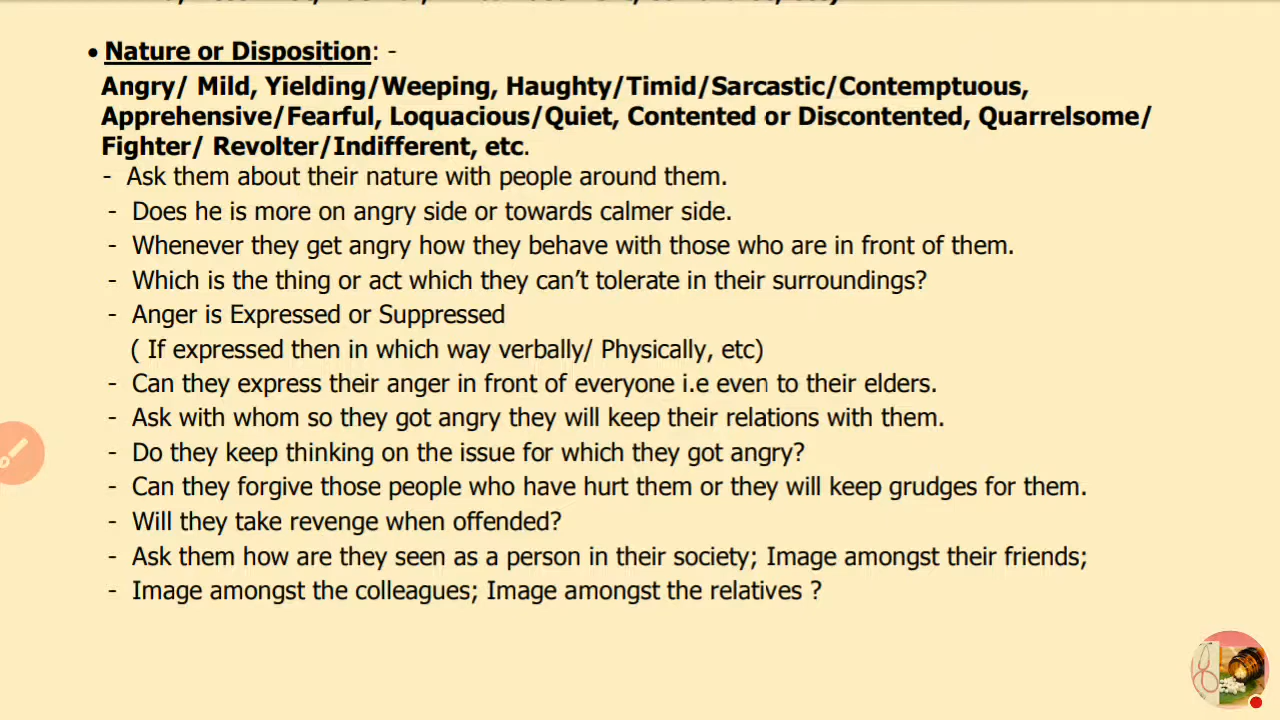 • Nature or Disposition: -
Angry/ Mild, Yielding/Weeping, Haughty/Timid/Sarcastic/Contemptuous,
Apprehensive/Fearful, Loquacious/Quiet, Contented or Discontented, Quarrelsome/
Fighter/ Revolter/Indifferent, etc.
- Ask them about their nature with people around them.
- Does he is more on angry side or towards calmer side.
- Whenever they get angry how they behave with those who are in front of them.
- Which is the thing or act which they can’t tolerate in their surroundings?
- Anger is Expressed or Suppressed
( If expressed then in which way verbally/ Physically, etc)
- Can they express their anger in front of everyone i.e even to their elders.
- Ask with whom so they got angry they will keep their relations with them.
- Do they keep thinking on the issue for which they got angry?
- Can they forgive those people who have hurt them or they will keep grudges for them.
- Will they take revenge when offended?
- Ask them how are they seen as a person in their society; Image amongst their friends;
- Image amongst the colleagues; Image amongst the relatives ?